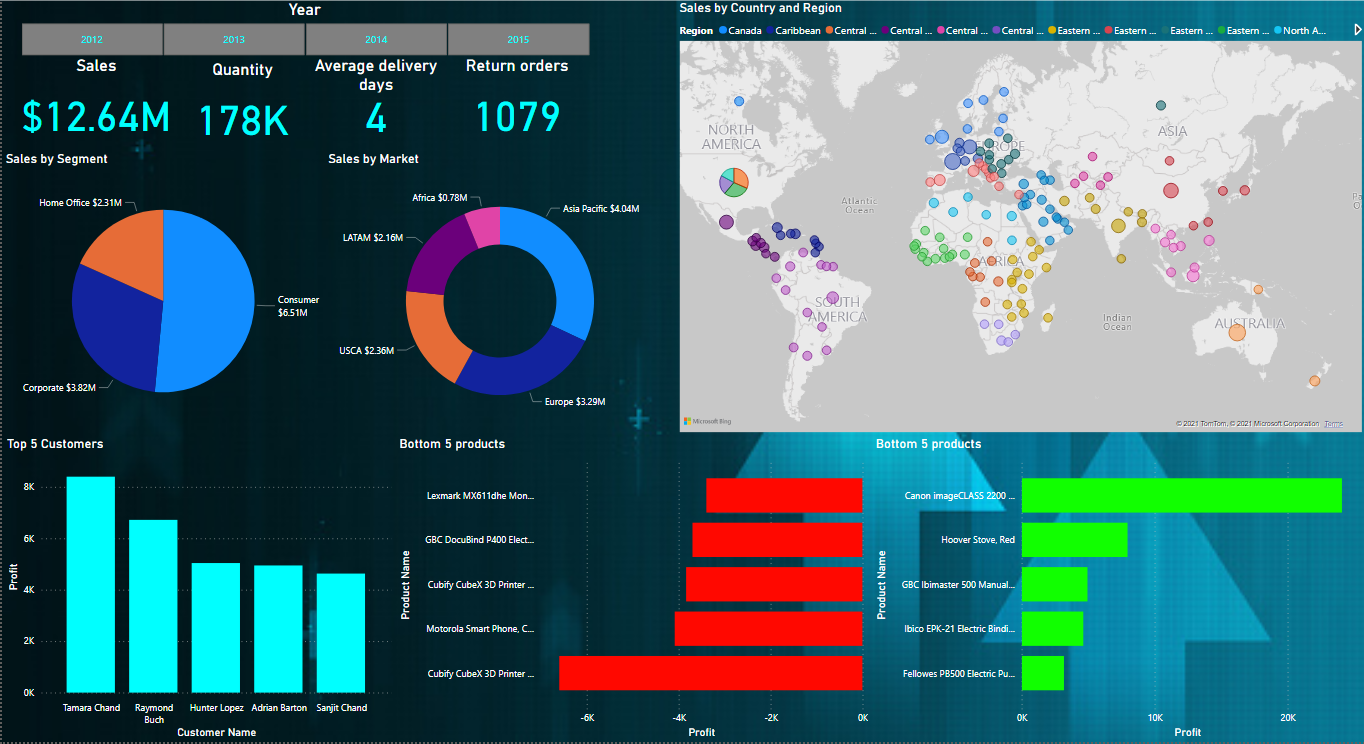 Year
2012
2013
2014
2015
Sales
Quantity
Average delivery
days
Return orders
$12.64M
178K
4
1079
Sales by Segment
Home Office $2.31M
Consumer
$6.51M
Corporate $3.82M
Sales by Market
Africa $0.78M
Asia Pacific $4.04M
LATAM $2.16M
USCA $2.36M
Europe $3.29M
Sales by Country and Region
Region
Canada
Caribbean
Central ...
Central ...
Central ...
Central ...
Eastern ...
Eastern ...
Eastern ...
Eastern ...
North A...
NORTH
AMERICA
EUROPE
ASIA
Atlantic
Ocean
AFRICA
SOUTH
AMERICA
Indian
Ocean
AUSTRALIA
Pa
Oc
Microsoft Bing
© 2021 TomTom, © 2021 Microsoft Corporation Terms
Top 5 Customers
Profit
8K
6K
4K
2K
0K
Tamara Chand
Raymond
Buch
Hunter Lopez
Adrian Barton
Sanjit Chand
Customer Name
Bottom 5 products
Product Name
Lexmark MX611dhe Mon...
GBC DocuBind P400 Elect...
Cubify CubeX 3D Printer ...
Motorola Smart Phone, C...
Cubify CubeX 3D Printer ...
-6K
-4K
-2K
0K
Profit
Bottom 5 products
Product Name
Canon imageCLASS 2200 ...
Hoover Stove, Red
GBC Ibimaster 500 Manual...
Ibico EPK-21 Electric Bindi...
Fellowes PB500 Electric Pu...
0K
10K
20K
Profit